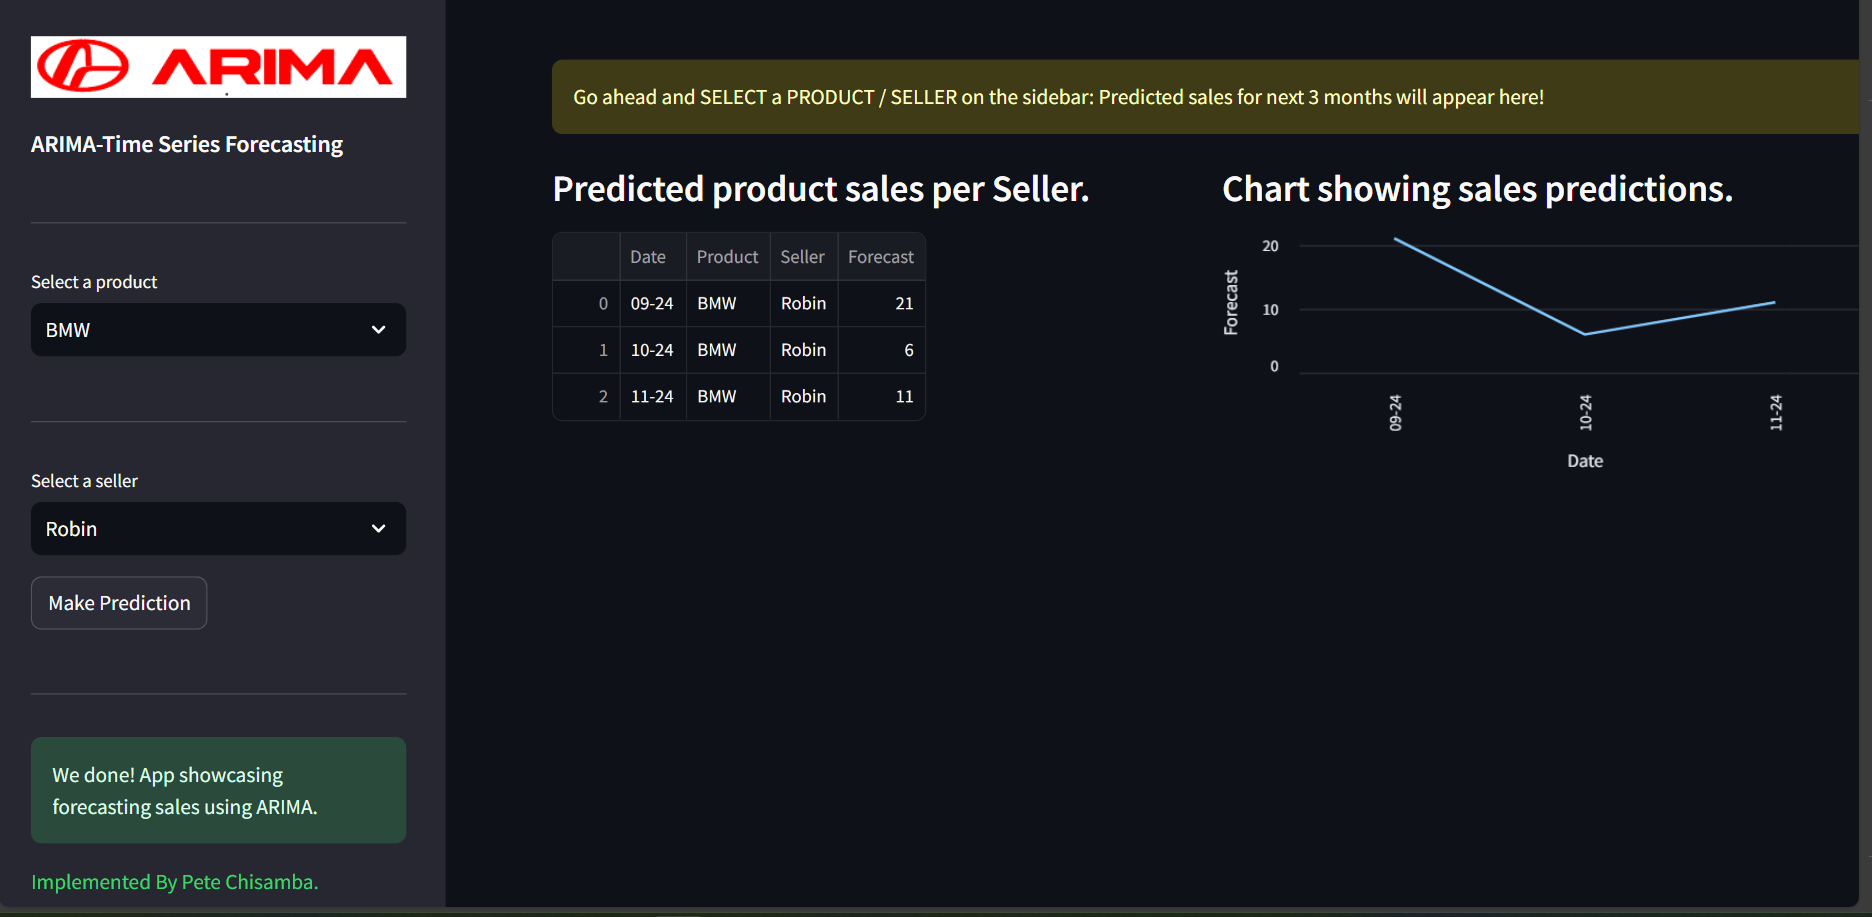 ARIMA
ARIMA-Time Series Forecasting
Select a product
BMW
Select a seller
Robin
Make Prediction
We done! App showcasing
forecasting sales using ARIMA.
Implemented By Pete Chisamba.
Go ahead and SELECT a PRODUCT / SELLER on the sidebar: Predicted sales for next 3 months will appear here!
Predicted product sales per Seller.
Date Product Seller Forecast
0 09-24 BMW Robin 21
1 10-24 BMW Robin 6
2 11-24 BMW Robin 11
Chart showing sales predictions.
20
10
0
Forecast
09-24 10-24 11-24
Date